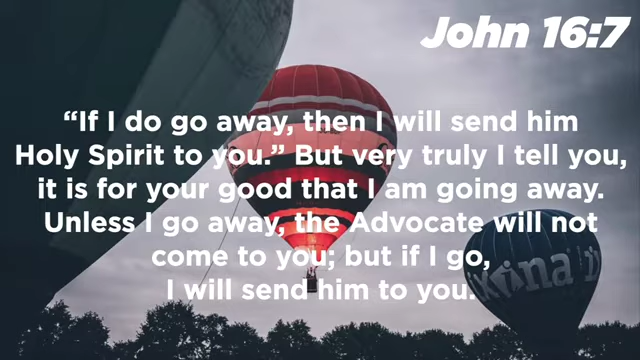 John 16:7
“If I do go away, then I will send him
Holy Spirit to you.” But very truly I tell you,
it is for your good that I am going away.
Unless I go away, the Advocate will not
come to you; but if I go,
I will send him to you.